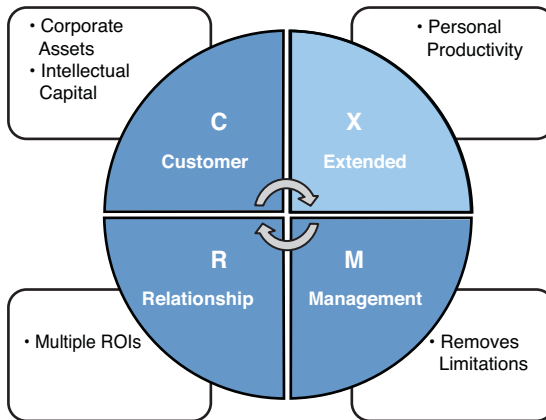 • Corporate
Assets
• Intellectual
Capital
• Personal
Productivity
C
Customer
X
Extended
R
Relationship
M
Management
• Multiple ROIs
• Removes
Limitations